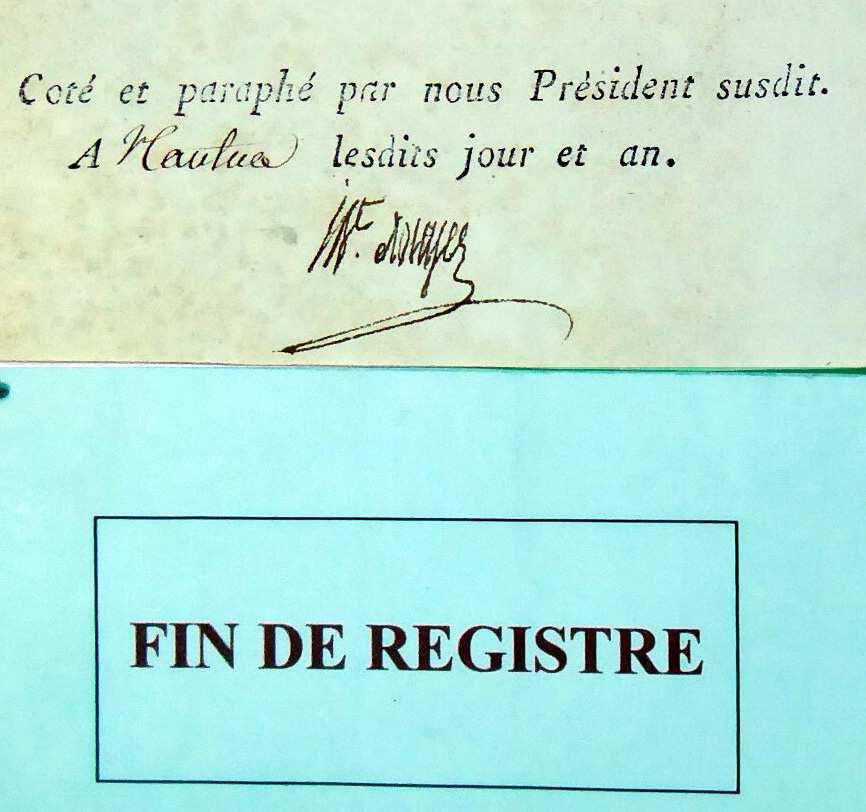 Coté et paraphé par nous Président susdit.
A Nantua lesdits jour et an.
FIN DE REGISTRE